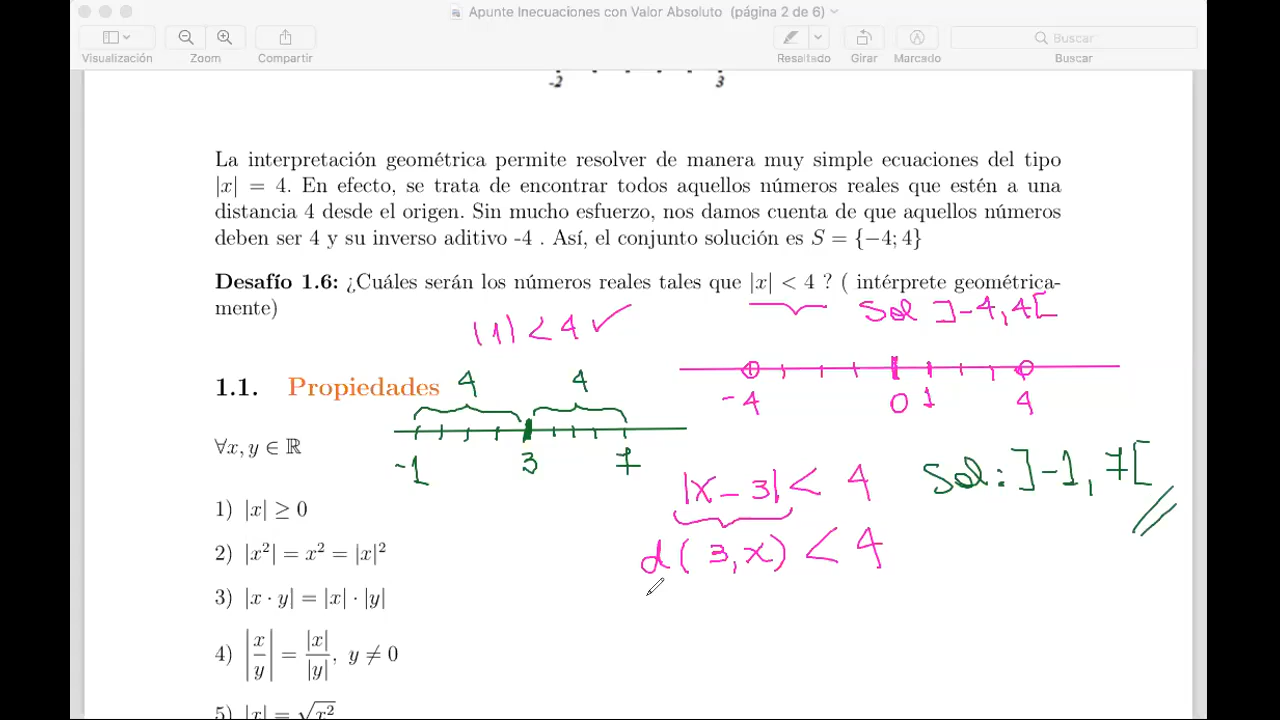 Apunte Inecuaciones con Valor Absoluto (página 2 de 6)
Visualización Zoom Compartir Resaltado Girar Marcado Buscar
Buscar
-2 3
La interpretación geométrica permite resolver de manera muy simple ecuaciones del tipo
|x| = 4. En efecto, se trata de encontrar todos aquellos números reales que estén a una
distancia 4 desde el origen. Sin mucho esfuerzo, nos damos cuenta de que aquellos números
deben ser 4 y su inverso aditivo -4 . Así, el conjunto solución es S = {−4; 4}
Desafío 1.6: ¿Cuáles serán los números reales tales que |x| < 4 ? ( intérprete geométrica-
mente)
|1| < 4 ✓
Sol ]-4,4[
-4 0 1 4
1.1. Propiedades
4 4
-1 3 7
∀x, y ∈ ℝ
|x - 3| < 4
Sol: ]-1, 7[
d(3,x) < 4
1) |x| ≥ 0
2) |x²| = x² = |x|²
3) |x · y| = |x| · |y|
4) |x/y| = |x|/|y|, y ≠ 0
5) |x| = √x²